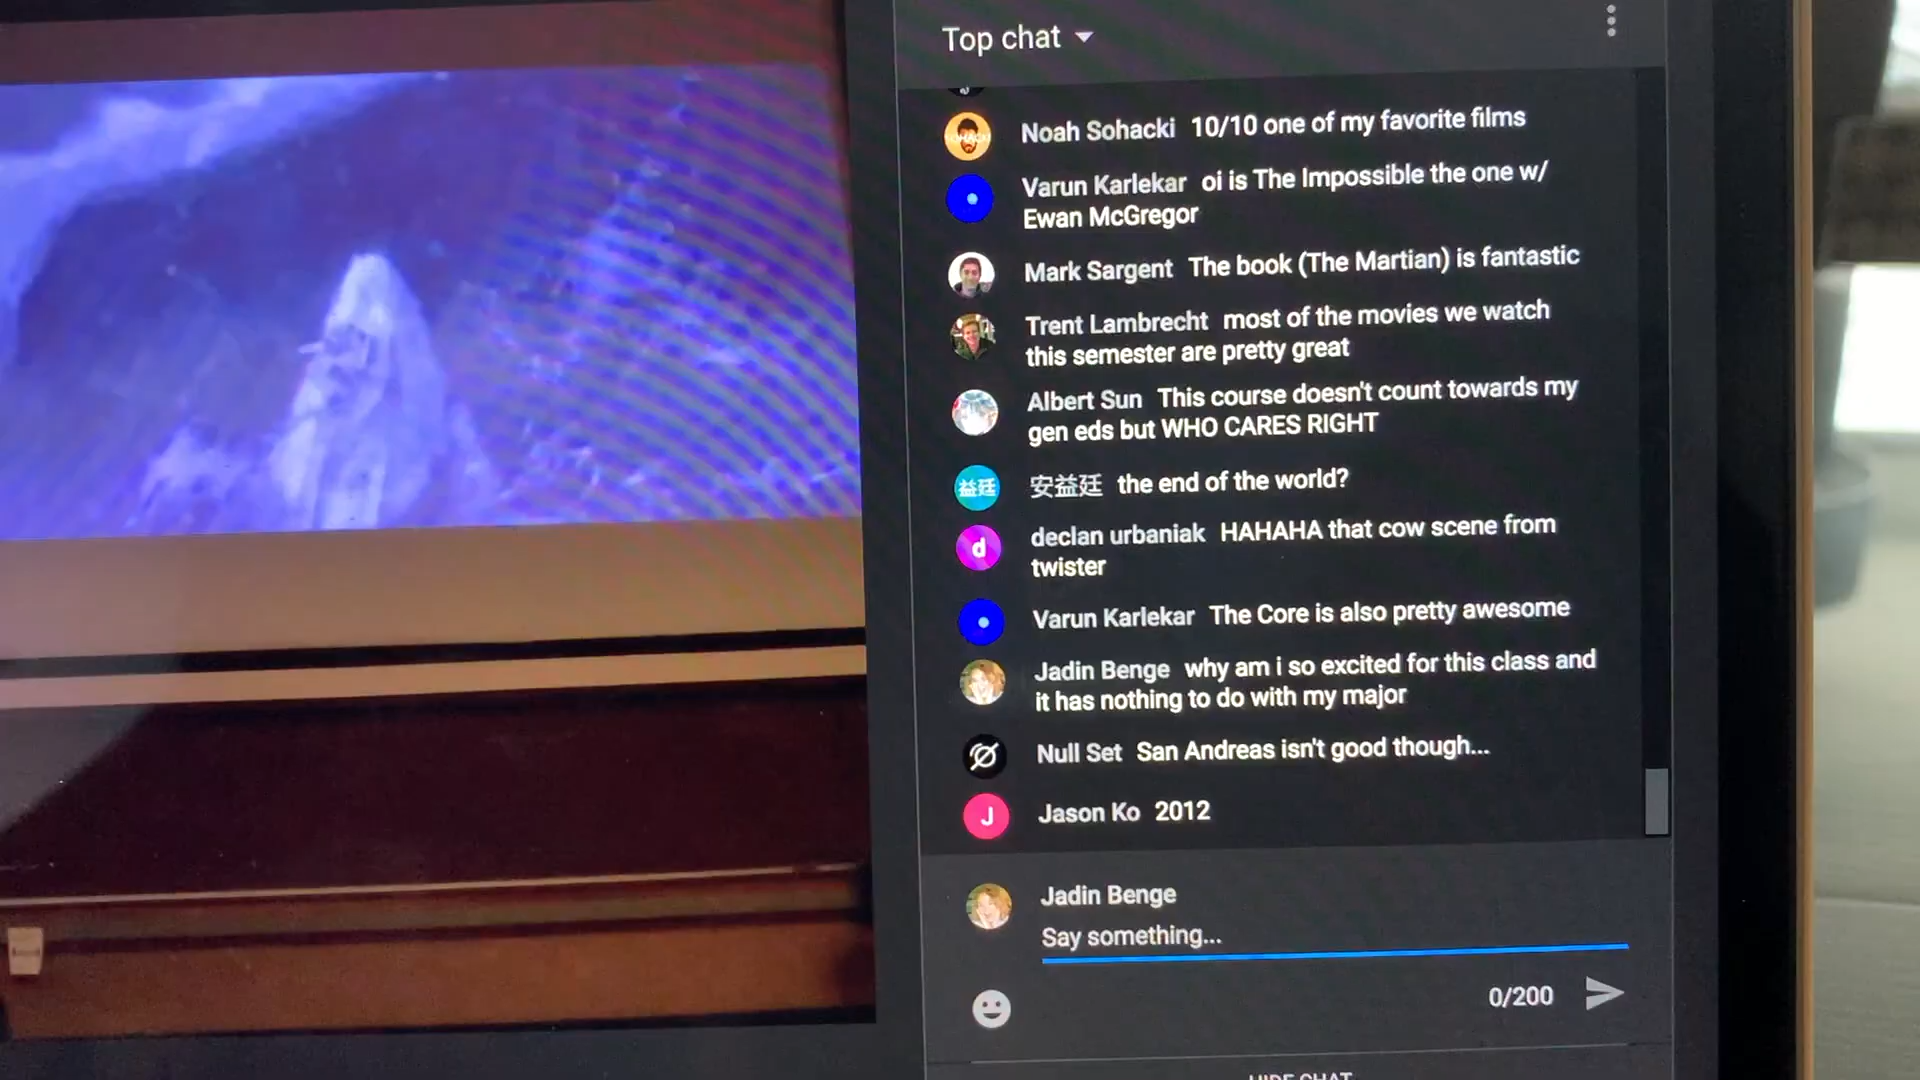 Top chat
Noah Sohacki 10/10 one of my favorite films
Varun Karlekar oi is The Impossible the one w/
Ewan McGregor
Mark Sargent The book (The Martian) is fantastic
Trent Lambrecht most of the movies we watch
this semester are pretty great
Albert Sun This course doesn't count towards my
gen eds but WHO CARES RIGHT
益廷 安益廷 the end of the world?
d declan urbaniak HAHAHA that cow scene from
twister
Varun Karlekar The Core is also pretty awesome
Jadin Benge why am i so excited for this class and
it has nothing to do with my major
Null Set San Andreas isn't good though...
J Jason Ko 2012
Jadin Benge
Say something...
0/200
HIDE CHAT